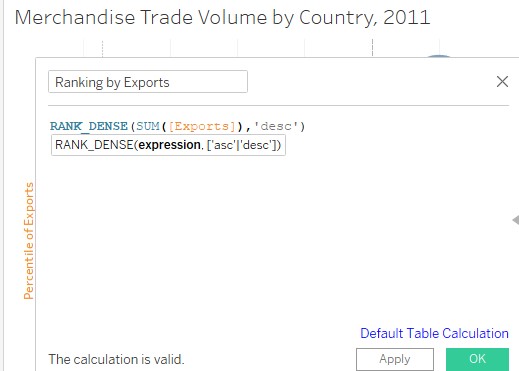 Merchandise Trade Volume by Country, 2011
Ranking by Exports
RANK_DENSE(SUM([Exports]),'desc')
RANK_DENSE(expression, ['asc'|'desc'])
Percentile of Exports
Default Table Calculation
The calculation is valid.
Apply
OK